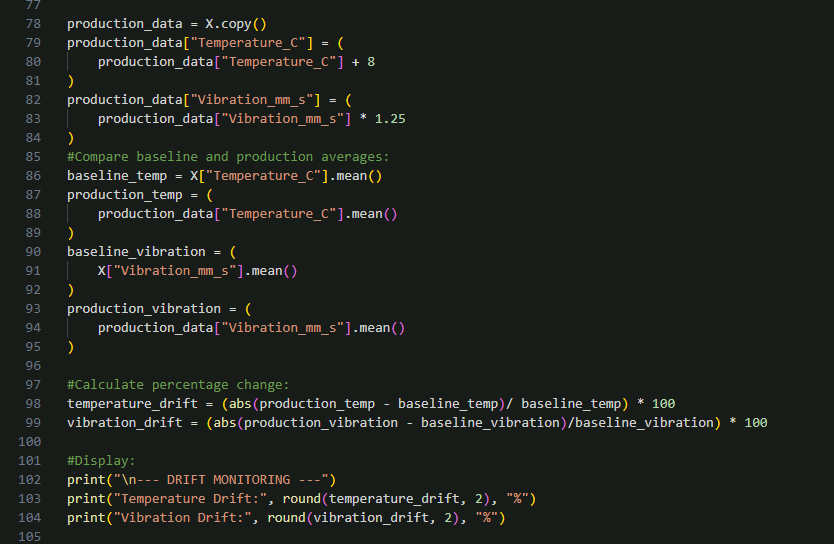 77
78 production_data = X.copy()
79 production_data["Temperature_C"] = (
80     production_data["Temperature_C"] + 8
81 )
82 production_data["Vibration_mm_s"] = (
83     production_data["Vibration_mm_s"] * 1.25
84 )
85 #Compare baseline and production averages:
86 baseline_temp = X["Temperature_C"].mean()
87 production_temp = (
88     production_data["Temperature_C"].mean()
89 )
90 baseline_vibration = (
91     X["Vibration_mm_s"].mean()
92 )
93 production_vibration = (
94     production_data["Vibration_mm_s"].mean()
95 )
96
97 #Calculate percentage change:
98 temperature_drift = (abs(production_temp - baseline_temp)/ baseline_temp) * 100
99 vibration_drift = (abs(production_vibration - baseline_vibration)/baseline_vibration) * 100
100
101 #Display:
102 print("\n--- DRIFT MONITORING ---")
103 print("Temperature Drift:", round(temperature_drift, 2), "%")
104 print("Vibration Drift:", round(vibration_drift, 2), "%")
105